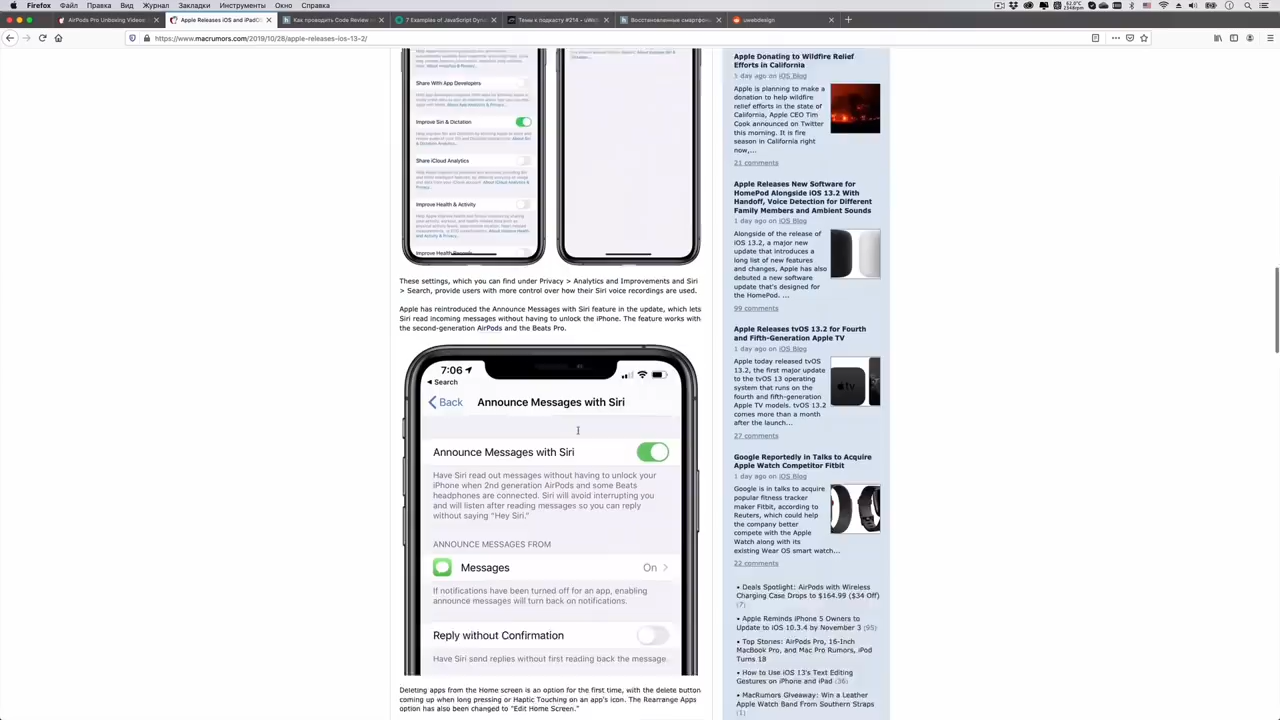 Firefox Файл Правка Вид Журнал Закладки Инструменты Окно Справка
AirPods Pro Unboxing Videos:
Apple Releases iOS and iPadOS
Как проводить Code Review
7 Examples of JavaScript Dyn
Темы к подкасту #214
Восстановленные смартфоны
uwebdesign
https://www.macrumors.com/2019/10/28/apple-releases-ios-13-2/
Share With App Developers
Improve Siri & Dictation
Share iCloud Analytics
Improve Health & Activity
These settings, which you can find under Privacy > Analytics and Improvements and Siri
> Search, provide users with more control over how their Siri voice recordings are used.
Apple has reintroduced the Announce Messages with Siri feature in the update, which lets
Siri read incoming messages without having to unlock the iPhone. The feature works with
the second-generation AirPods and the Beats Pro.
7:06
Search
Back
Announce Messages with Siri
Announce Messages with Siri
Have Siri read out messages without having to unlock your
iPhone when 2nd generation AirPods and some Beats
headphones are connected. Siri will avoid interrupting you
and will listen after reading messages so you can reply
without saying “Hey Siri.”
ANNOUNCE MESSAGES FROM
Messages On
If notifications have been turned off for an app, enabling
announce messages will turn back on notifications.
Reply without Confirmation
Have Siri send replies without first reading back the message
Deleting apps from the Home screen is an option for the first time, with the delete button
coming up when long pressing or Haptic Touching on an app's icon. The Rearrange Apps
option has also been changed to "Edit Home Screen."
Apple Donating to Wildfire Relief
Efforts in California
day ago on iOS Blog
Apple is planning to make a
donation to help wildfire
relief efforts in the state of
California, Apple CEO Tim
Cook announced on Twitter
this morning. It is fire
season in California right
now,...
21 comments
Apple Releases New Software for
HomePod Alongside iOS 13.2 With
Handoff, Voice Detection for Different
Family Members and Ambient Sounds
1 day ago on iOS Blog
Alongside of the release of
iOS 13.2, a major new
update that introduces a
long list of new features
and changes, Apple has also
debuted a new software
update that's designed for
the HomePod. ...
99 comments
Apple Releases tvOS 13.2 for Fourth
and Fifth-Generation Apple TV
1 day ago on iOS Blog
Apple today released tvOS
13.2, the first major update
to the tvOS 13 operating
system that runs on the
fourth and fifth-generation
Apple TV models. tvOS 13.2
comes more than a month
after the launch...
27 comments
Google Reportedly in Talks to Acquire
Apple Watch Competitor Fitbit
1 day ago on iOS Blog
Google is in talks to acquire
popular fitness tracker
maker Fitbit, according to
Reuters, which could help
the company better
compete with the Apple
Watch along with its
existing Wear OS smart watch...
22 comments
• Deals Spotlight: AirPods with Wireless
Charging Case Drops to $164.99 ($34 Off)
(7)
• Apple Reminds iPhone 5 Owners to
Update to iOS 10.3.4 by November 3 (95)
• Top Stories: AirPods Pro, 16-Inch
MacBook Pro, and Mac Pro Rumors, iPod
Turns 18
• How to Use iOS 13's Text Editing
Gestures on iPhone and iPad (36)
• MacRumors Giveaway: Win a Leather
Apple Watch Band From Southern Straps
(1)